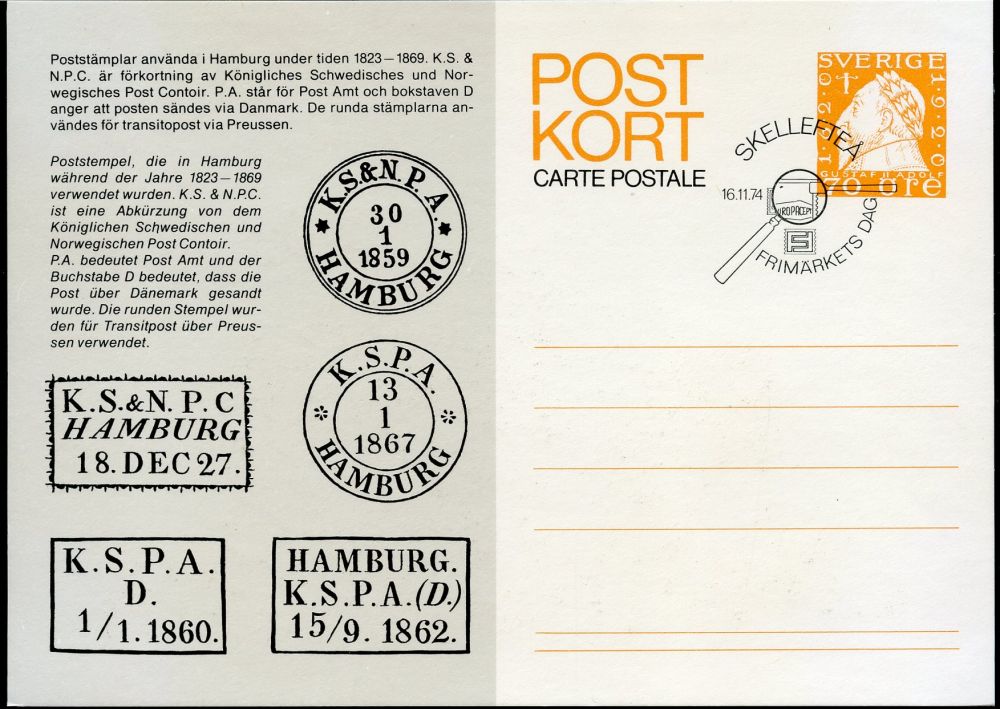 Poststämplar använda i Hamburg under tiden 1823–1869. K.S. &
N.P.C. är förkortning av Königliches Schwedisches und Nor-
wegisches Post Contoir. P.A. står för Post Amt och bokstaven D
anger att posten sändes via Danmark. De runda stämplarna an-
vändes för transitopost via Preussen.
Poststempel, die in Hamburg
während der Jahre 1823–1869
verwendet wurden. K.S. & N.P.C.
ist eine Abkürzung von dem
Königlichen Schwedischen und
Norwegischen Post Contoir.
P.A. bedeutet Post Amt und der
Buchstabe D bedeutet, dass die
Post über Dänemark gesandt
wurde. Die runden Stempel wur-
den für Transitpost über Preus-
sen verwendet.
K.S.&N.P.A.
30
1
1859
HAMBURG
K.S.P.A.
13
1
1867
HAMBURG
K.S.&N.P.C
HAMBURG
18.DEC 27.
K.S.P.A.
D.
1/1.1860.
HAMBURG.
K.S.P.A.(D.)
15/9. 1862.
POST
KORT
CARTE POSTALE
SVERIGE
1620
1920
GUSTAF II ADOLF
70 öre
SKELLEFTEÅ
16.11.74
FRIMÄRKETS DAG